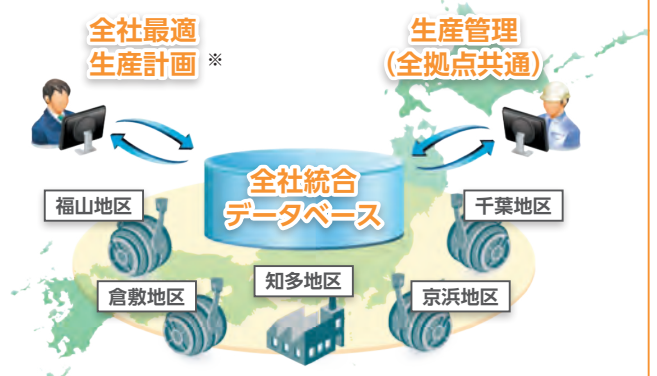 全社最適
生産計画 ※
生産管理
（全拠点共通）
全社統合
データベース
福山地区
千葉地区
倉敷地区
知多地区
京浜地区